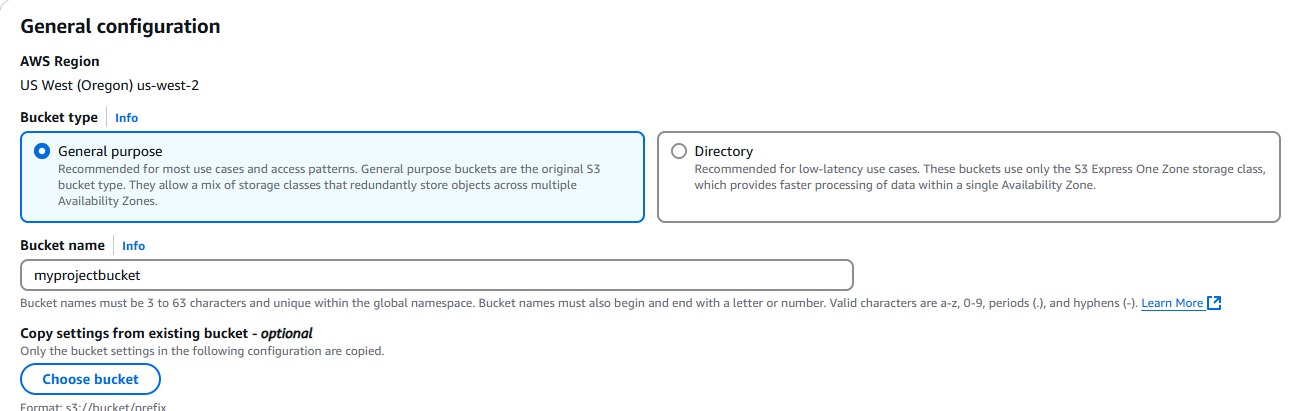 General configuration
AWS Region
US West (Oregon) us-west-2
Bucket type Info
General purpose
Recommended for most use cases and access patterns. General purpose buckets are the original S3
bucket type. They allow a mix of storage classes that redundantly store objects across multiple
Availability Zones.
Directory
Recommended for low-latency use cases. These buckets use only the S3 Express One Zone storage class,
which provides faster processing of data within a single Availability Zone.
Bucket name Info
myprojectbucket
Bucket names must be 3 to 63 characters and unique within the global namespace. Bucket names must also begin and end with a letter or number. Valid characters are a-z, 0-9, periods (.), and hyphens (-). Learn More
Copy settings from existing bucket - optional
Only the bucket settings in the following configuration are copied.
Choose bucket
Format: s3://bucket/prefix